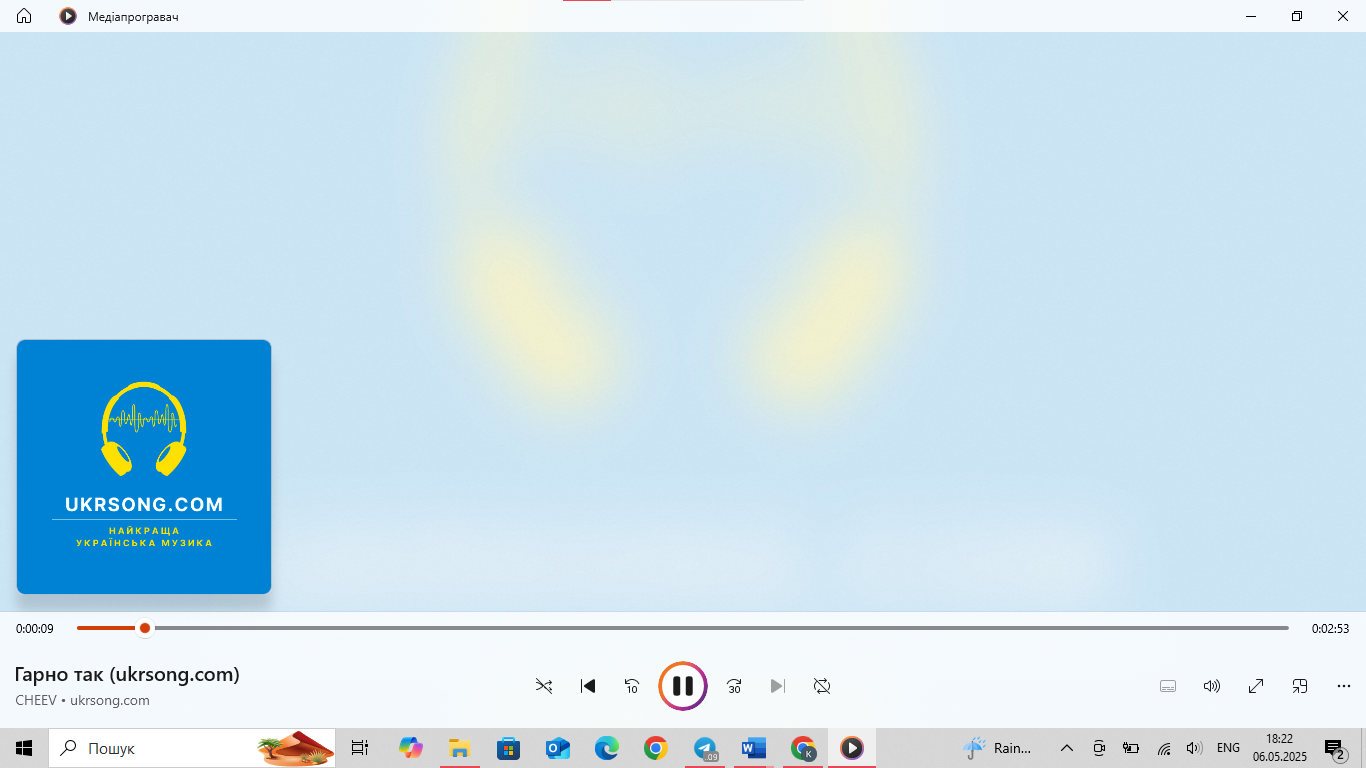 Медіапрогравач
UKRSONG.COM
НАЙКРАЩА
УКРАЇНСЬКА МУЗИКА
0:00:09
0:02:53
Гарно так (ukrsong.com)
CHEEV • ukrsong.com
10
30
Пошук
.09
K
Rain...
ENG
18:22
06.05.2025
2